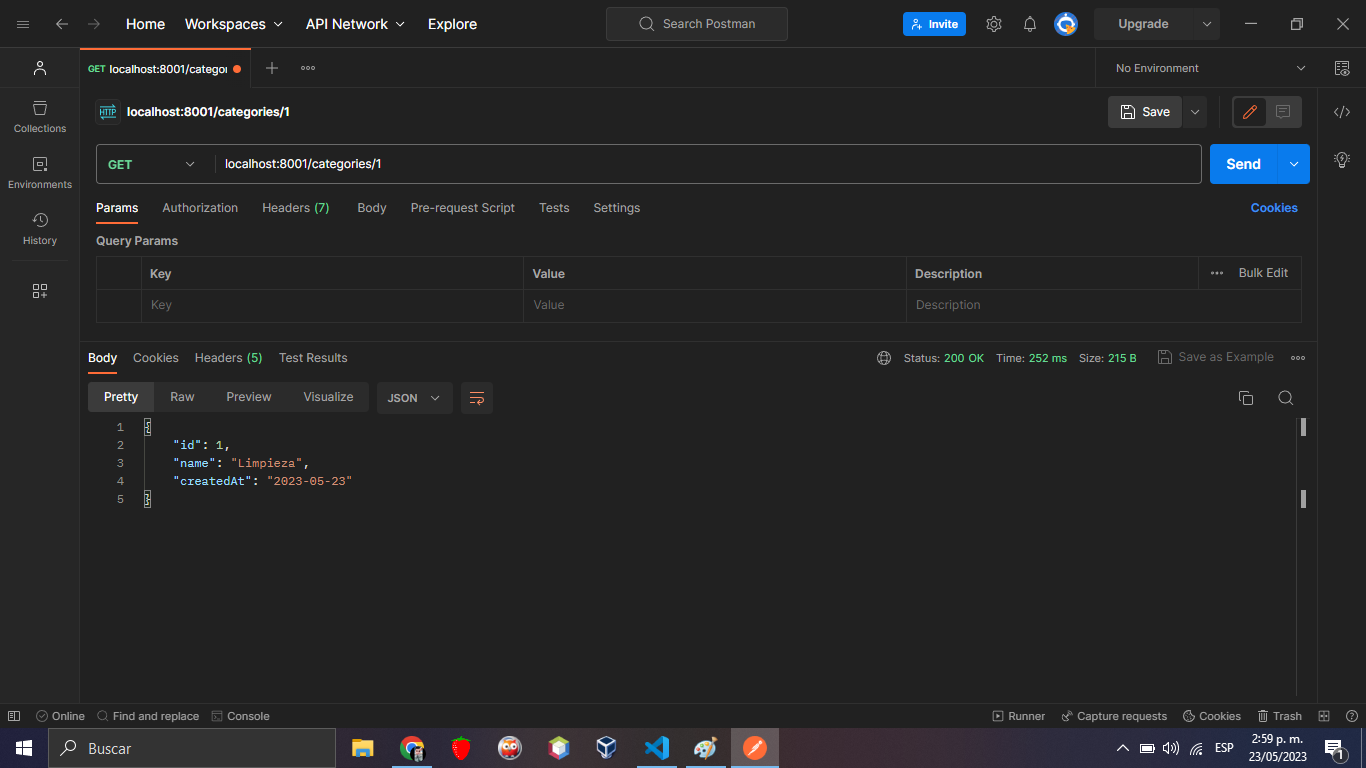 Home Workspaces API Network Explore Search Postman Invite Upgrade
GET localhost:8001/categor No Environment
HTTP localhost:8001/categories/1 Save
GET localhost:8001/categories/1 Send
Params Authorization Headers (7) Body Pre-request Script Tests Settings Cookies
Query Params
Key Value Description Bulk Edit
Key Value Description
Collections
Environments
History
Body Cookies Headers (5) Test Results Status: 200 OK Time: 252 ms Size: 215 B Save as Example
Pretty Raw Preview Visualize JSON
1 {
2 "id": 1,
3 "name": "Limpieza",
4 "createdAt": "2023-05-23"
5 }
Online Find and replace Console Runner Capture requests Cookies Trash
Buscar ESP 2:59 p. m.
23/05/2023 1